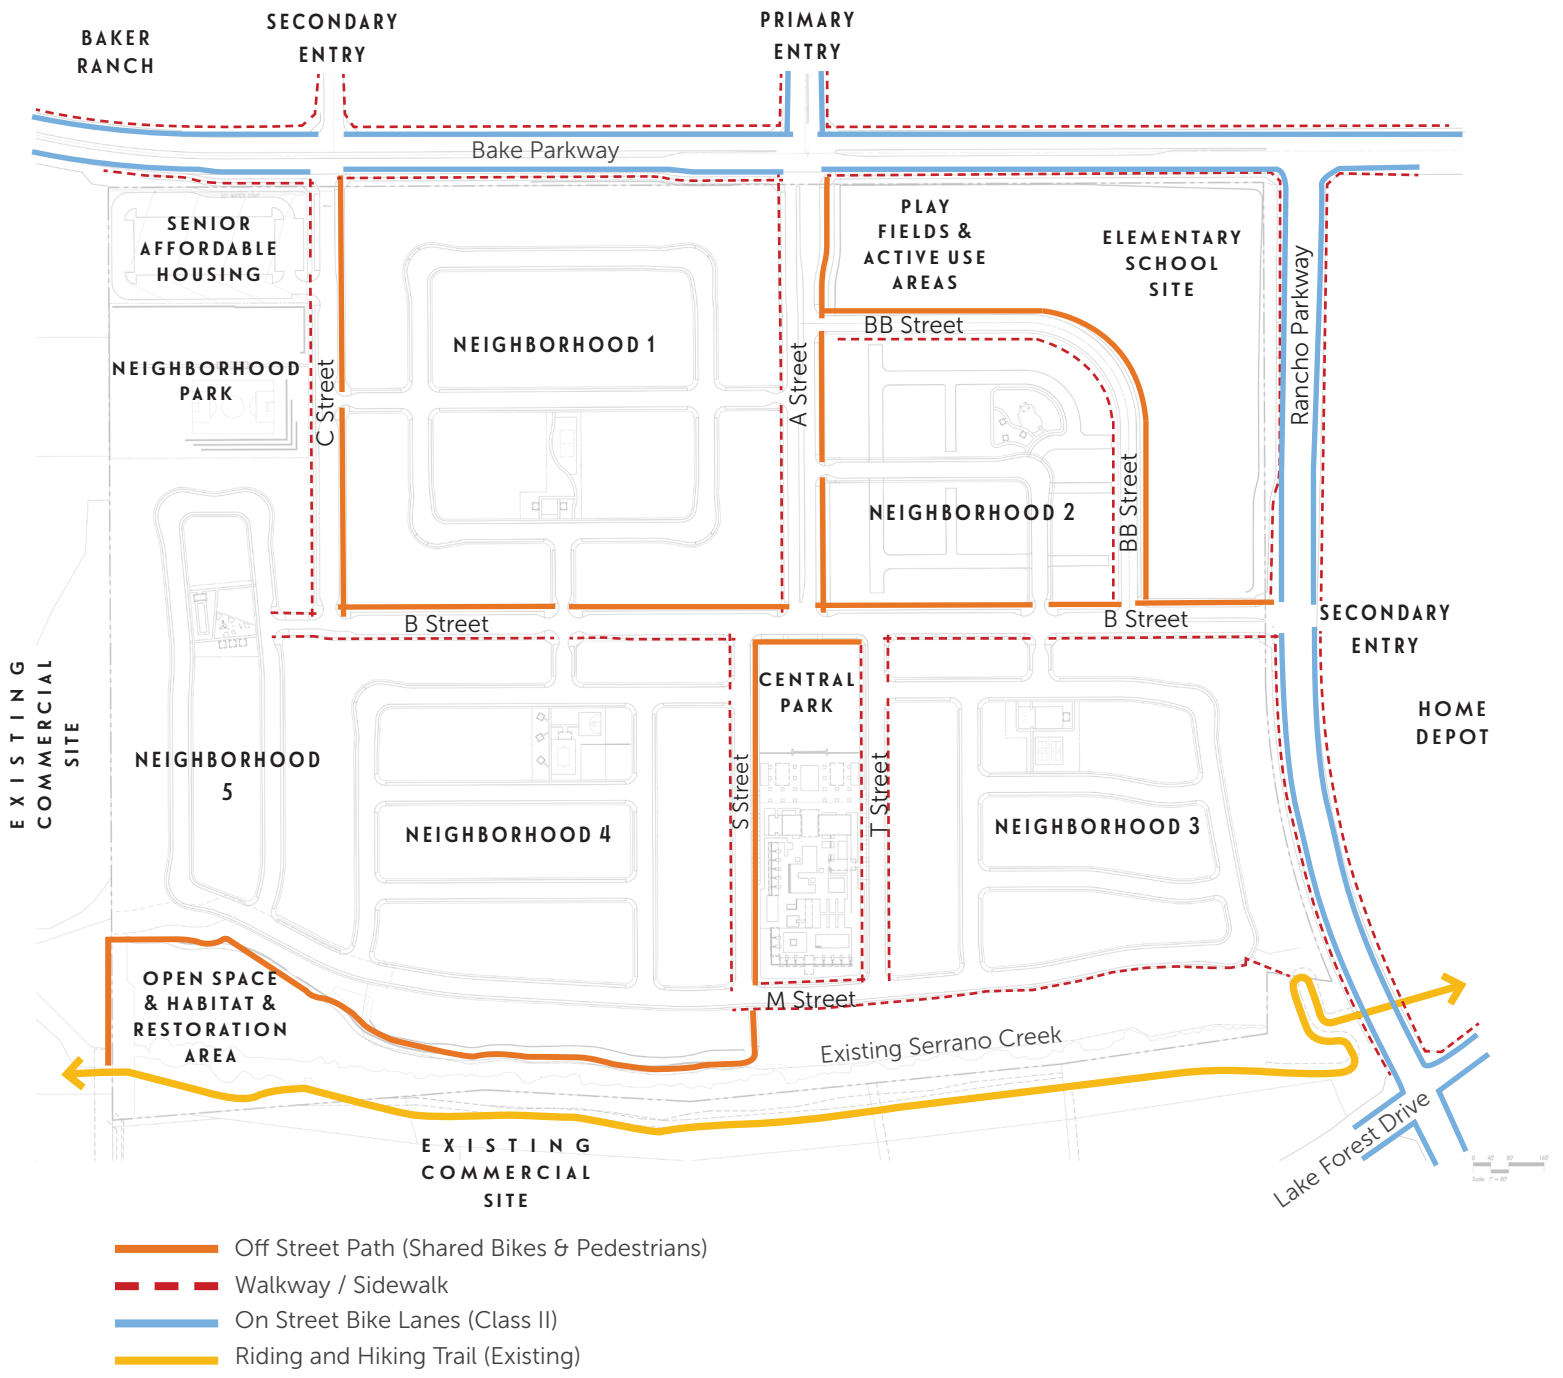 BAKER
RANCH
SECONDARY
ENTRY
PRIMARY
ENTRY
Bake Parkway
SENIOR
AFFORDABLE
HOUSING
PLAY
FIELDS &
ACTIVE USE
AREAS
ELEMENTARY
SCHOOL
SITE
Rancho Parkway
BB Street
NEIGHBORHOOD 1
NEIGHBORHOOD
PARK
C Street
A Street
NEIGHBORHOOD 2
BB Street
B Street
B Street
SECONDARY
ENTRY
EXISTING
COMMERCIAL
SITE
CENTRAL
PARK
HOME
DEPOT
NEIGHBORHOOD
5
S Street
T Street
NEIGHBORHOOD 4
NEIGHBORHOOD 3
OPEN SPACE
& HABITAT &
RESTORATION
AREA
M Street
Existing Serrano Creek
EXISTING
COMMERCIAL
SITE
Lake Forest Drive
Off Street Path (Shared Bikes & Pedestrians)
Walkway / Sidewalk
On Street Bike Lanes (Class II)
Riding and Hiking Trail (Existing)